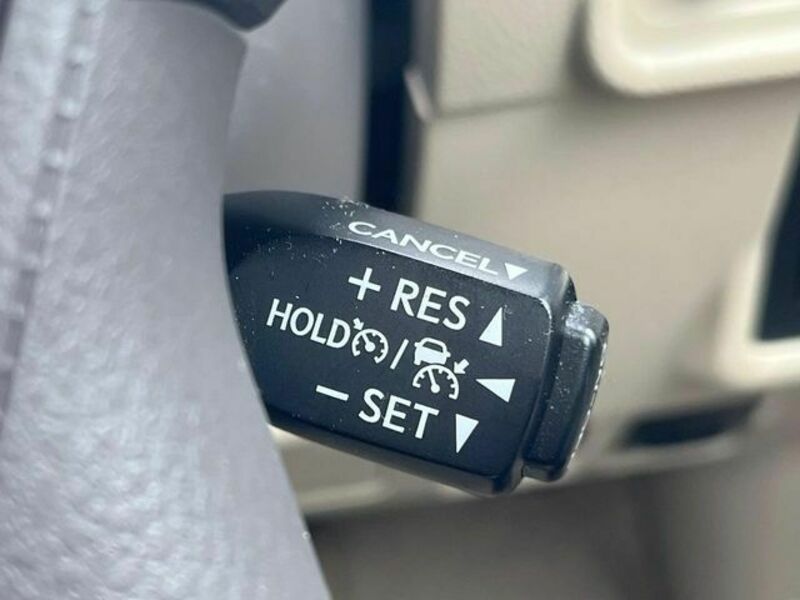 CANCEL▼
+ RES ▲
HOLD / ◀
- SET ▼